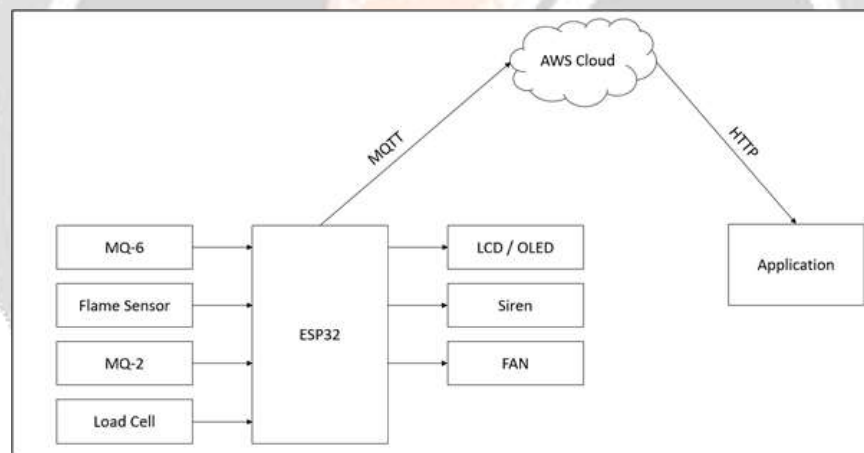 AWS Cloud
MQTT
HTTP
MQ-6
LCD / OLED
Flame Sensor
Siren
Application
ESP32
MQ-2
FAN
Load Cell